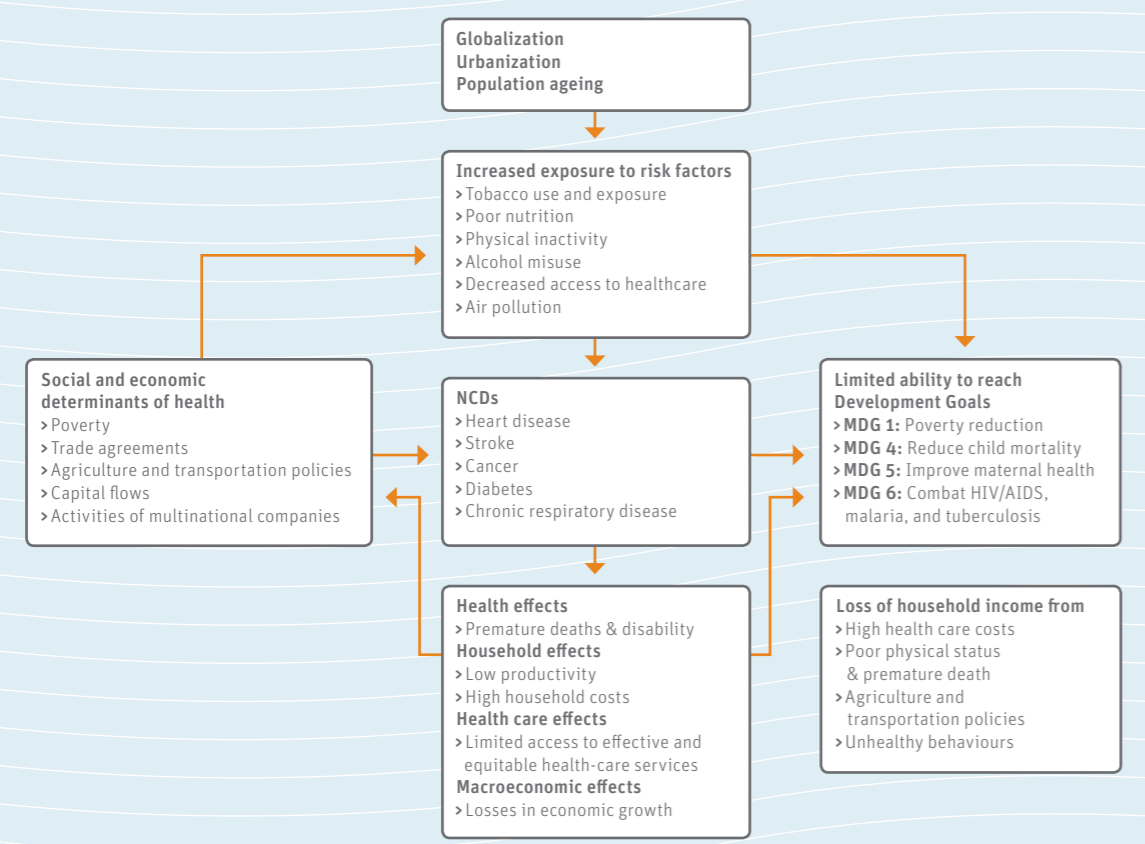 Globalization
Urbanization
Population ageing
Increased exposure to risk factors
>Tobacco use and exposure
>Poor nutrition
>Physical inactivity
>Alcohol misuse
>Decreased access to healthcare
>Air pollution
Social and economic
determinants of health
>Poverty
>Trade agreements
>Agriculture and transportation policies
>Capital flows
>Activities of multinational companies
NCDs
>Heart disease
>Stroke
>Cancer
>Diabetes
>Chronic respiratory disease
Limited ability to reach
Development Goals
>MDG 1: Poverty reduction
>MDG 4: Reduce child mortality
>MDG 5: Improve maternal health
>MDG 6: Combat HIV/AIDS,
malaria, and tuberculosis
Health effects
>Premature deaths & disability
Household effects
>Low productivity
>High household costs
Health care effects
>Limited access to effective and
equitable health-care services
Macroeconomic effects
>Losses in economic growth
Loss of household income from
>High health care costs
>Poor physical status
& premature death
>Agriculture and
transportation policies
>Unhealthy behaviours